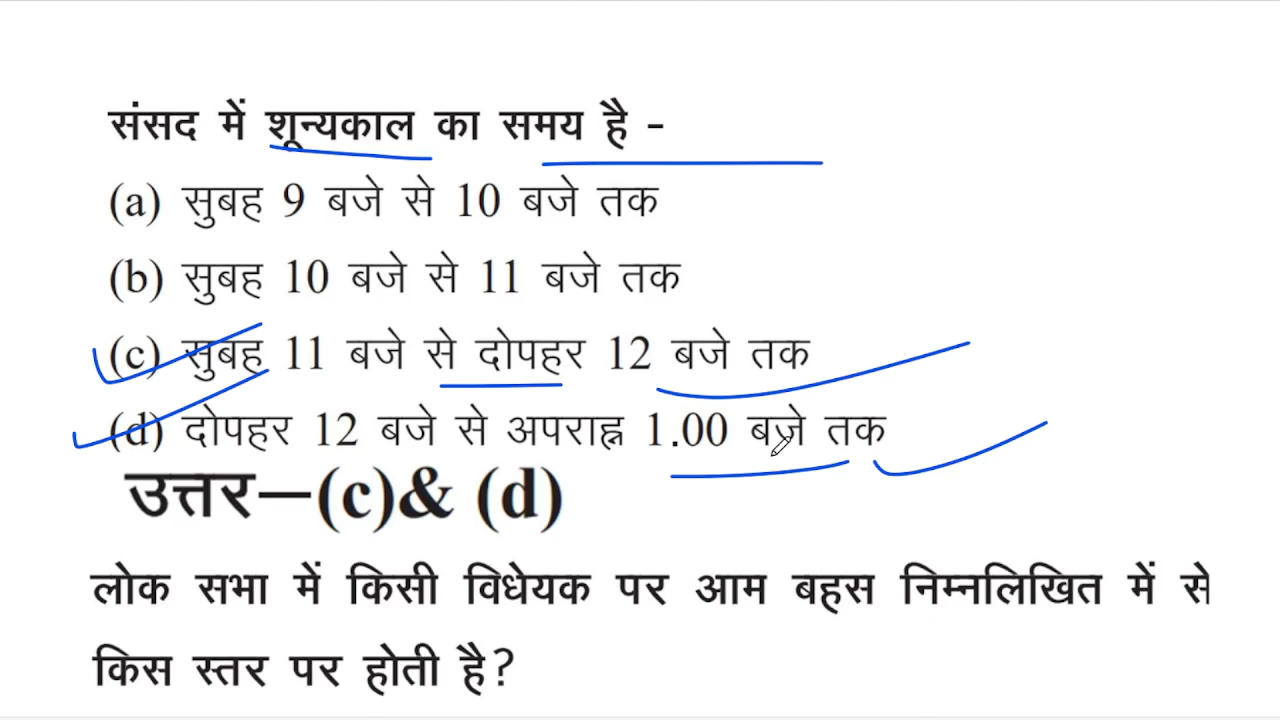 संसद में शून्यकाल का समय है -
(a) सुबह 9 बजे से 10 बजे तक
(b) सुबह 10 बजे से 11 बजे तक
(c) सुबह 11 बजे से दोपहर 12 बजे तक
(d) दोपहर 12 बजे से अपराह्न 1.00 बजे तक
उत्तर—(c)& (d)
लोक सभा में किसी विधेयक पर आम बहस निम्नलिखित में से
किस स्तर पर होती है?